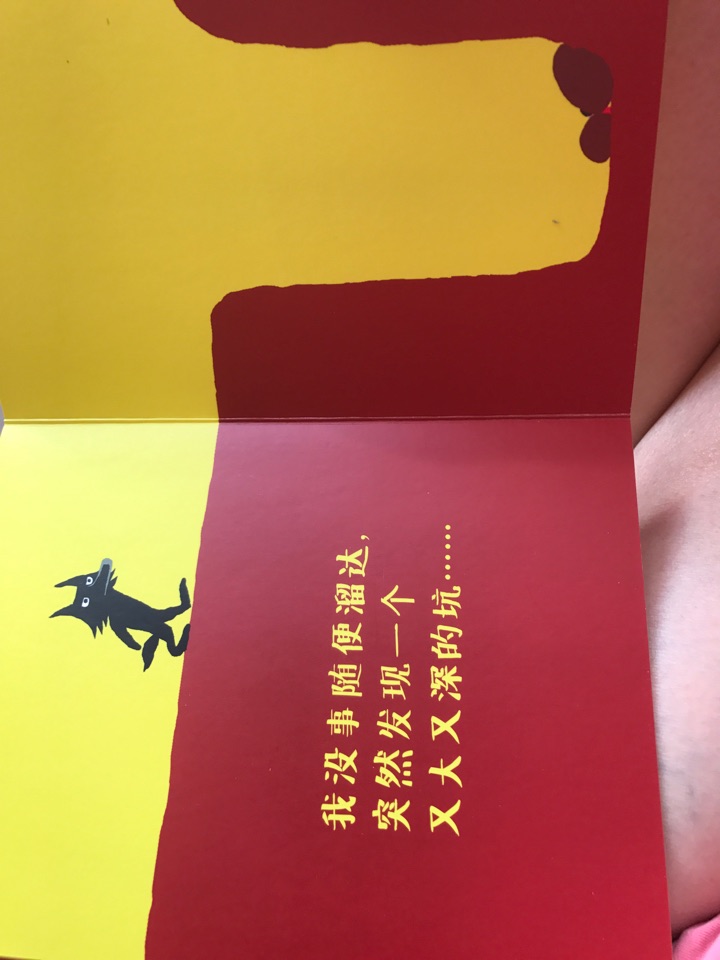 我没事随便溜达，
突然发现一个
又大又深的坑……